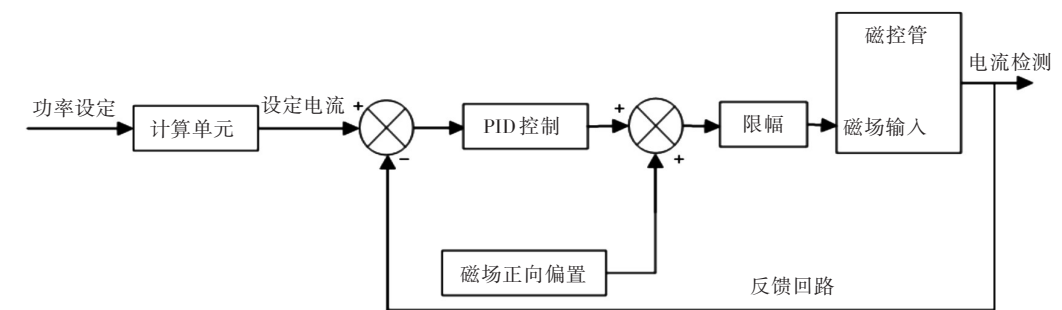 磁控管
电流检测
功率设定
设定电流
+
+
计算单元
PID控制
限幅
磁场输入
-
+
磁场正向偏置
反馈回路